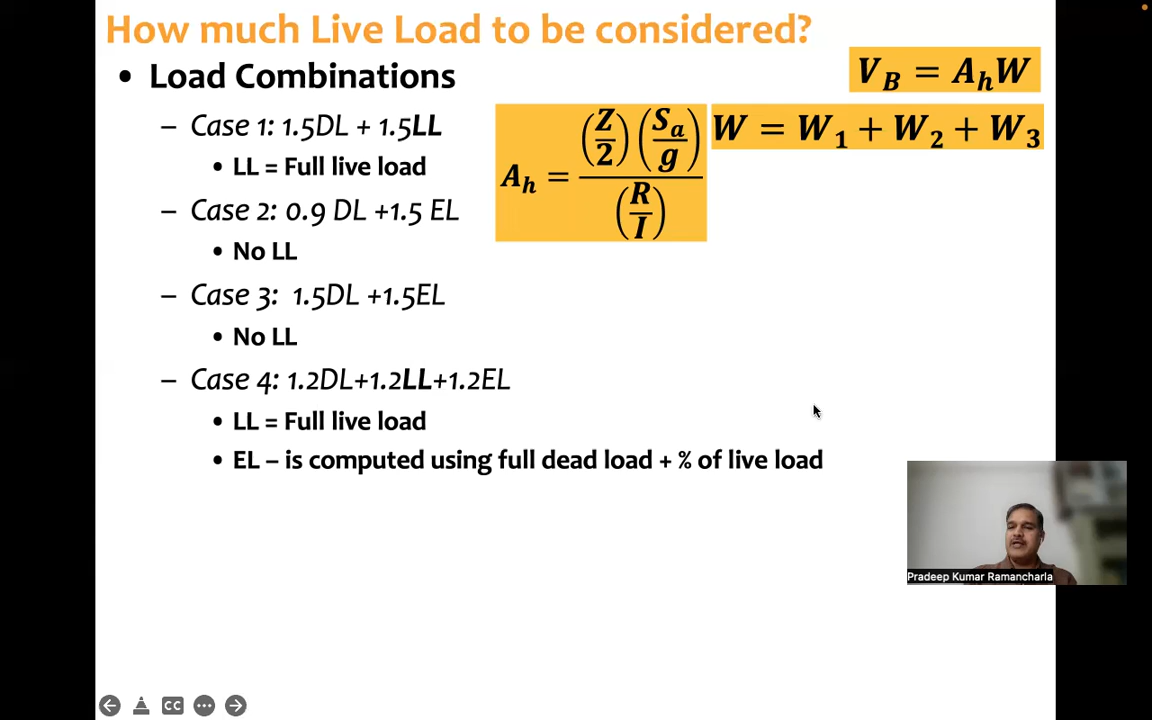 How much Live Load to be considered?
• Load Combinations
V_B = A_h W
– Case 1: 1.5DL + 1.5LL
A_h = (Z/2) (S_a/g) / (R/I)
W = W_1 + W_2 + W_3
• LL = Full live load
– Case 2: 0.9 DL +1.5 EL
• No LL
– Case 3: 1.5DL +1.5EL
• No LL
– Case 4: 1.2DL+1.2LL+1.2EL
• LL = Full live load
• EL – is computed using full dead load + % of live load
Pradeep Kumar Ramancharla
CC